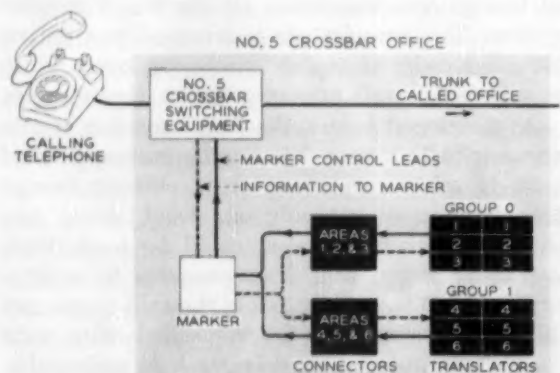 NO. 5 CROSSBAR OFFICE
NO. 5
CROSSBAR
SWITCHING
EQUIPMENT
TRUNK TO
CALLED OFFICE
CALLING
TELEPHONE
MARKER CONTROL LEADS
INFORMATION TO MARKER
GROUP 0
AREAS
1, 2, & 3
1 1
2 2
3 3
GROUP 1
AREAS
4, 5, & 6
4 4
5 5
6 6
MARKER
CONNECTORS TRANSLATORS